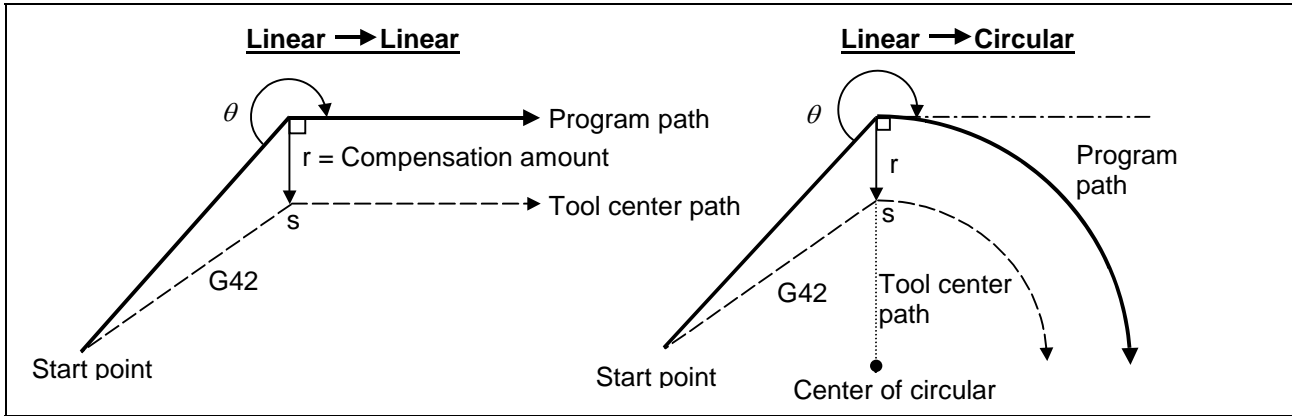 Linear → Linear
θ
Program path
r = Compensation amount
s
Tool center path
G42
Start point
Linear → Circular
θ
Program
path
r
s
G42
Tool center
path
Start point
Center of circular